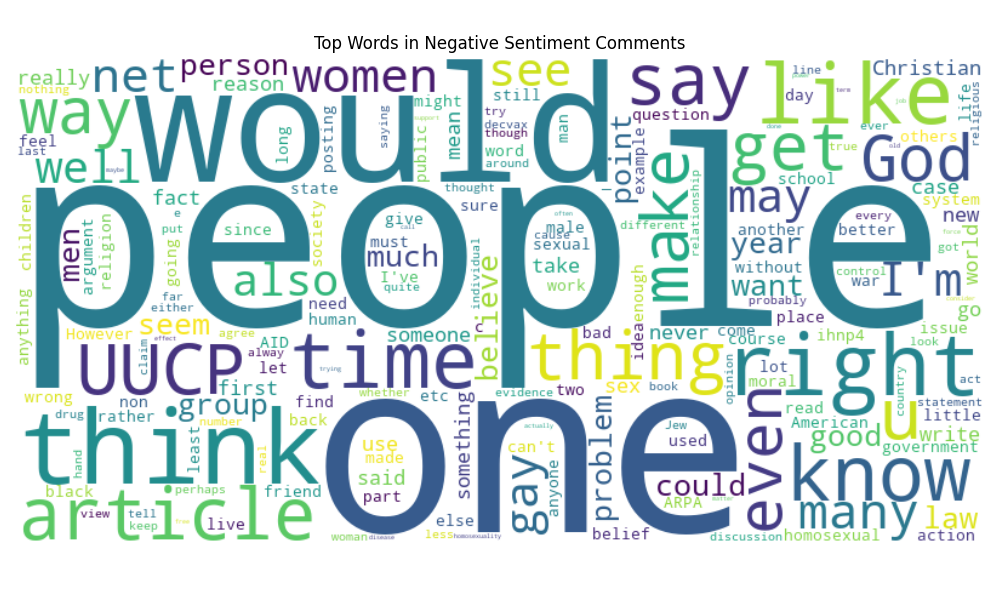 Top Words in Negative Sentiment Comments
really
nothing
net
person
reason
women
see
say
like
line
day
Christian
way
would
might
still
question
life
religious
feel
last
well
maybe
long
posting
saying
public
support
mean
try
decvax
though
word
around
man
point
example
get
done
ever
true
others
old
God
term
job
school
case
system
fact
state
thought
people
make
relationship
may
new
children
men
argument
religion
e
put
going
since
society
give
call
must
much
sure
I've
quite
individual
often
male
cause
sexual
take
work
different
another
every
better
year
without
want
control
war
got
force
world
I'm
consider
go
also
need
human
believe
enough
probably
place
anything
far
either
However
seem
agree
AID
someone
c
bad
idea
never
come
course
ihnp4
issue
look
UUCP
claim
effect
alway
let
time
trying
thing
right
opinion
lot
moral
country
act
statement
wrong
drug
non
rather
first
group
number
find
back
whether
etc
evidence
two
sex
book
think
least
real
hand
use
made
said
part
something
one
actually
can't
anyone
gay
problem
Jew
used
could
ARPA
matter
even
read
American
good
u
write
little
government
know
black
perhaps
friend
article
view
tell
keep
free
live
woman
disease
else
less
homosexuality
belief
discussion
homosexual
many
law
action